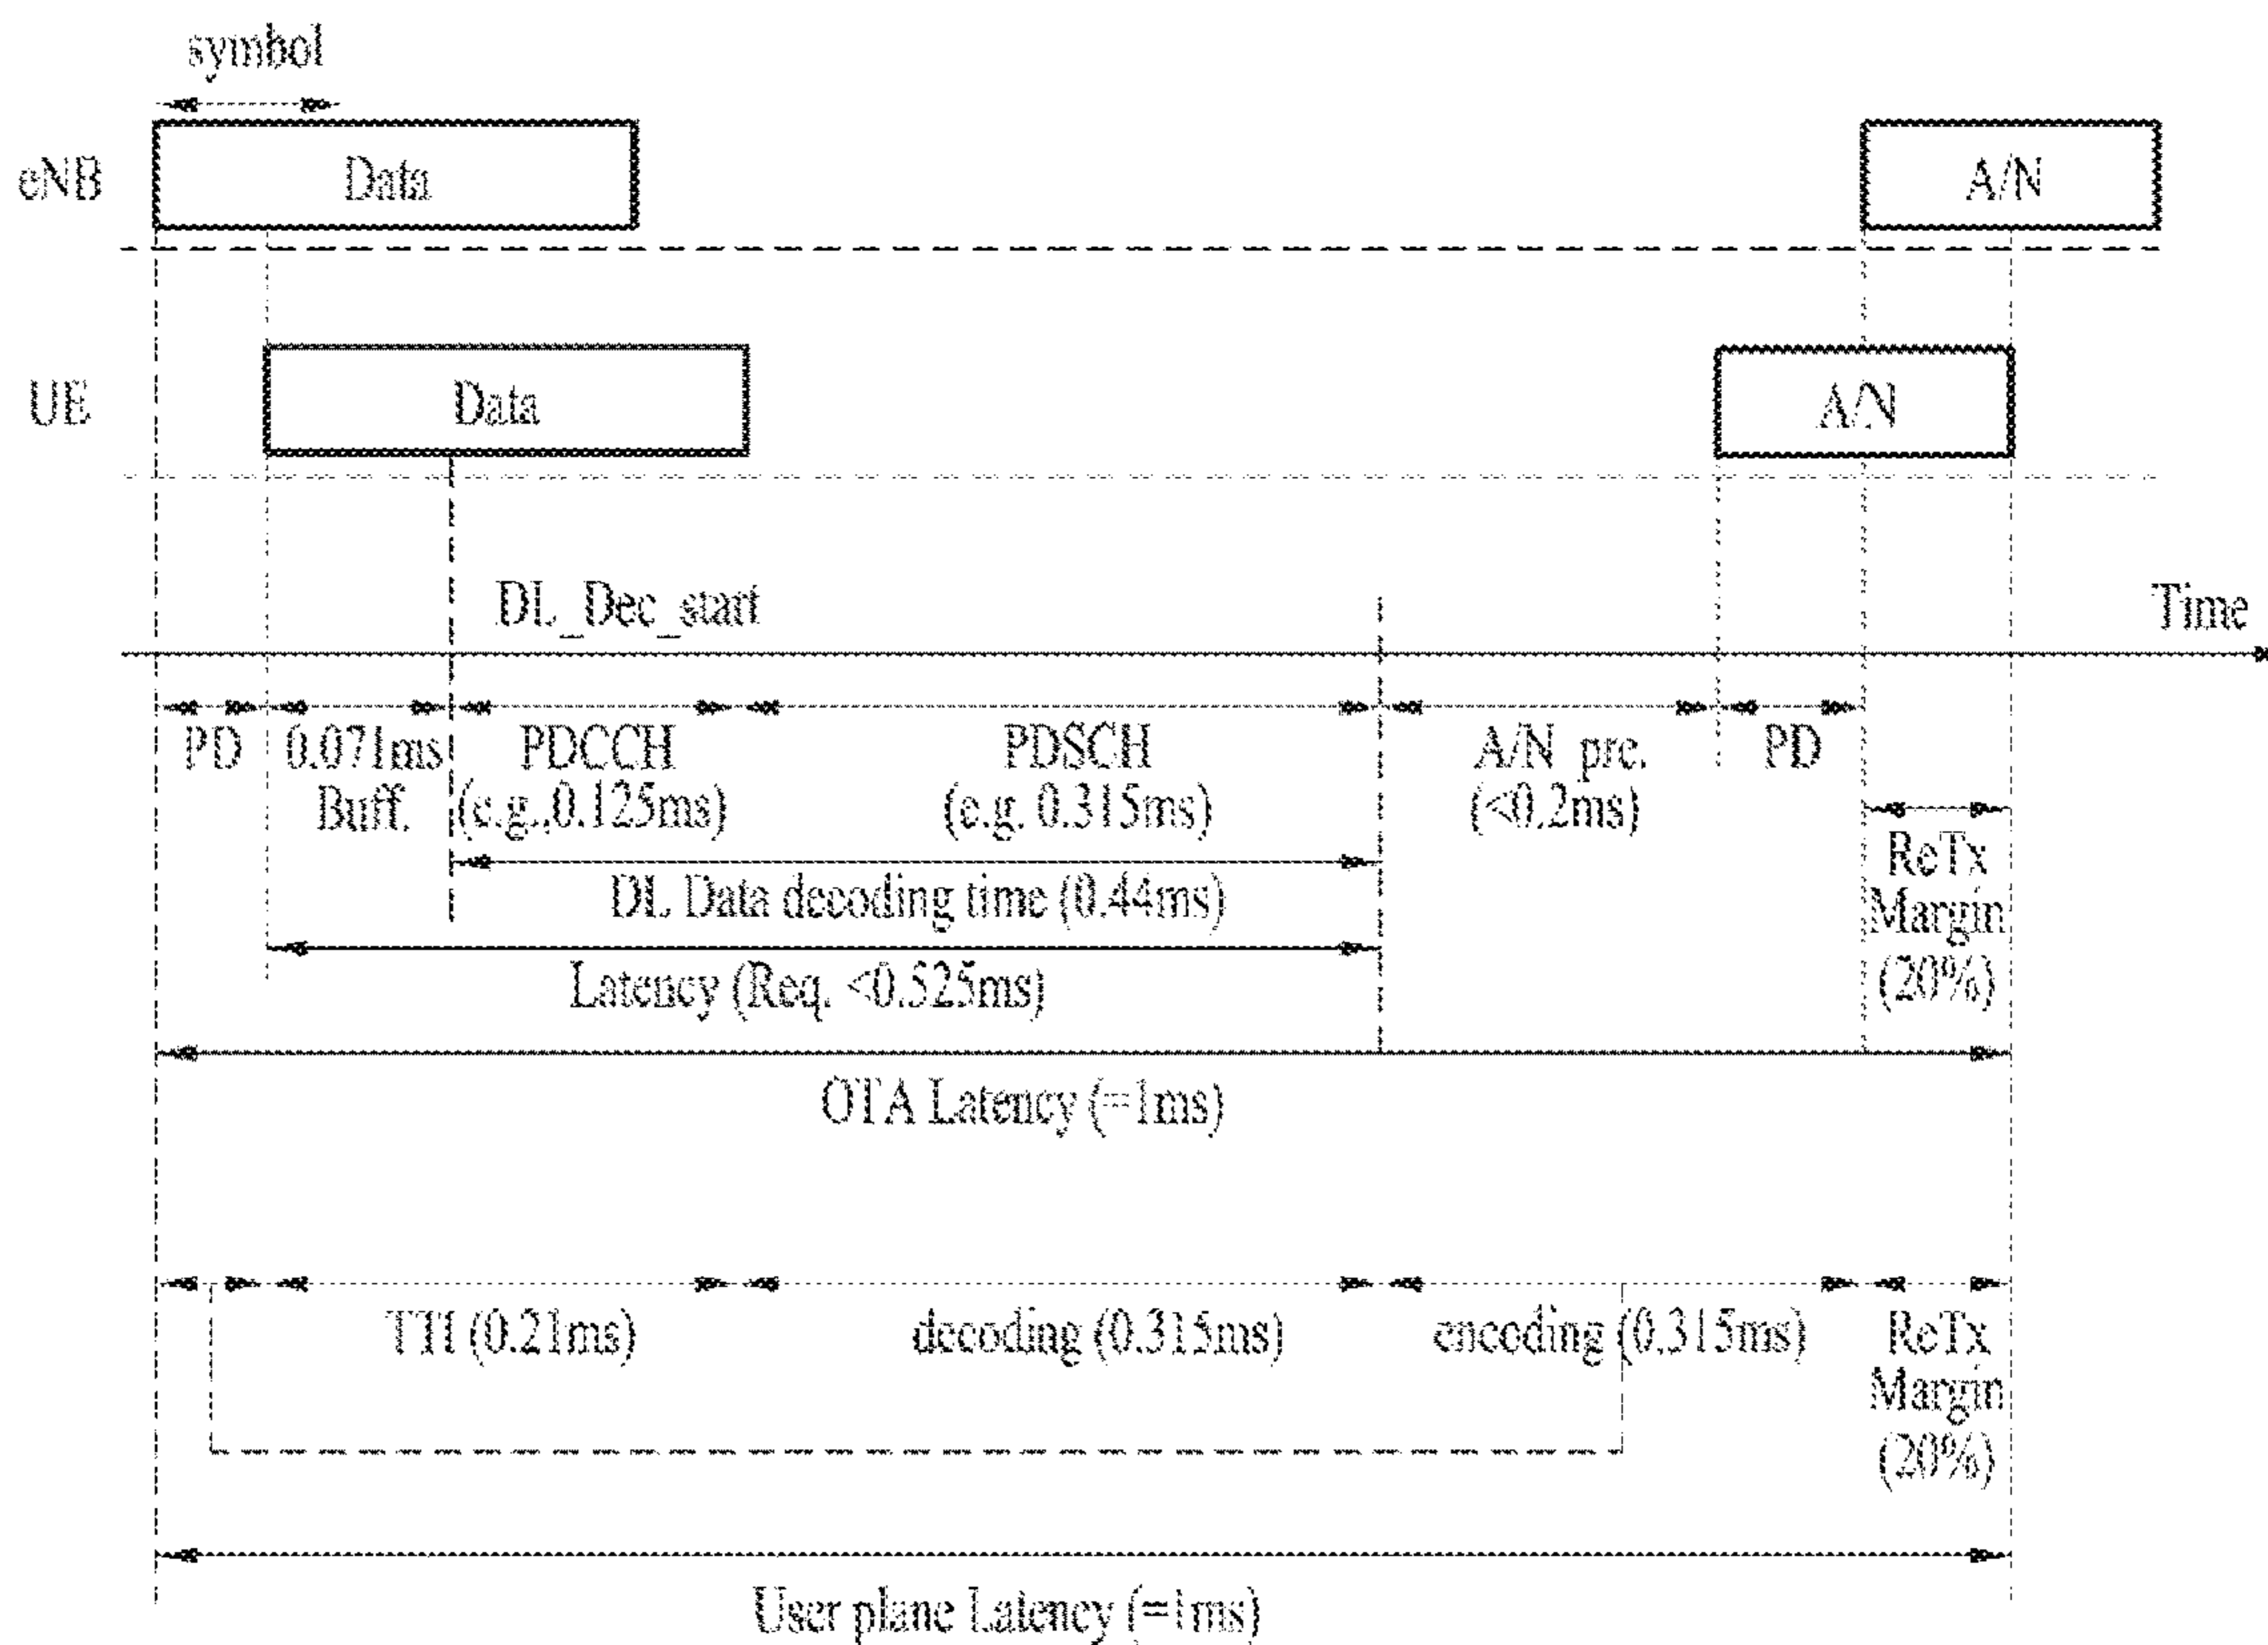 symbol
eNB
Data
A/N
UE
Data
A/N
DL_Dec_start
Time
PD
0.071ms
Buff.
PDCCH
(e.g.,0.125ms)
PDSCH
(e.g. 0.315ms)
A/N pre.
(<0.2ms)
PD
ReTx
Margin
(20%)
DL Data decoding time (0.44ms)
Latency (Req. <0.525ms)
OTA Latency (=1ms)
TTI (0.21ms)
decoding (0.315ms)
encoding (0.315ms)
ReTx
Margin
(20%)
User plane Latency (=1ms)